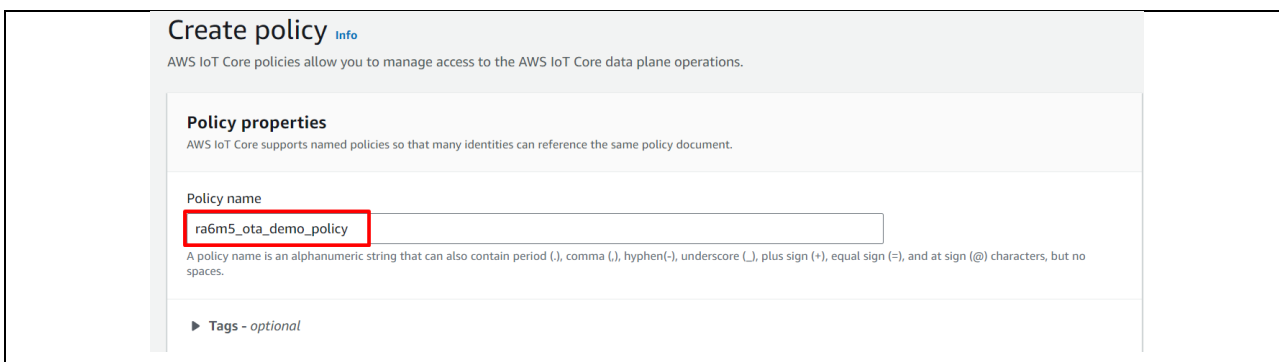 Create policy Info
AWS IoT Core policies allow you to manage access to the AWS IoT Core data plane operations.
Policy properties
AWS IoT Core supports named policies so that many identities can reference the same policy document.
Policy name
ra6m5_ota_demo_policy
A policy name is an alphanumeric string that can also contain period (.), comma (,), hyphen(-), underscore (_), plus sign (+), equal sign (=), and at sign (@) characters, but no
spaces.
▶ Tags - optional